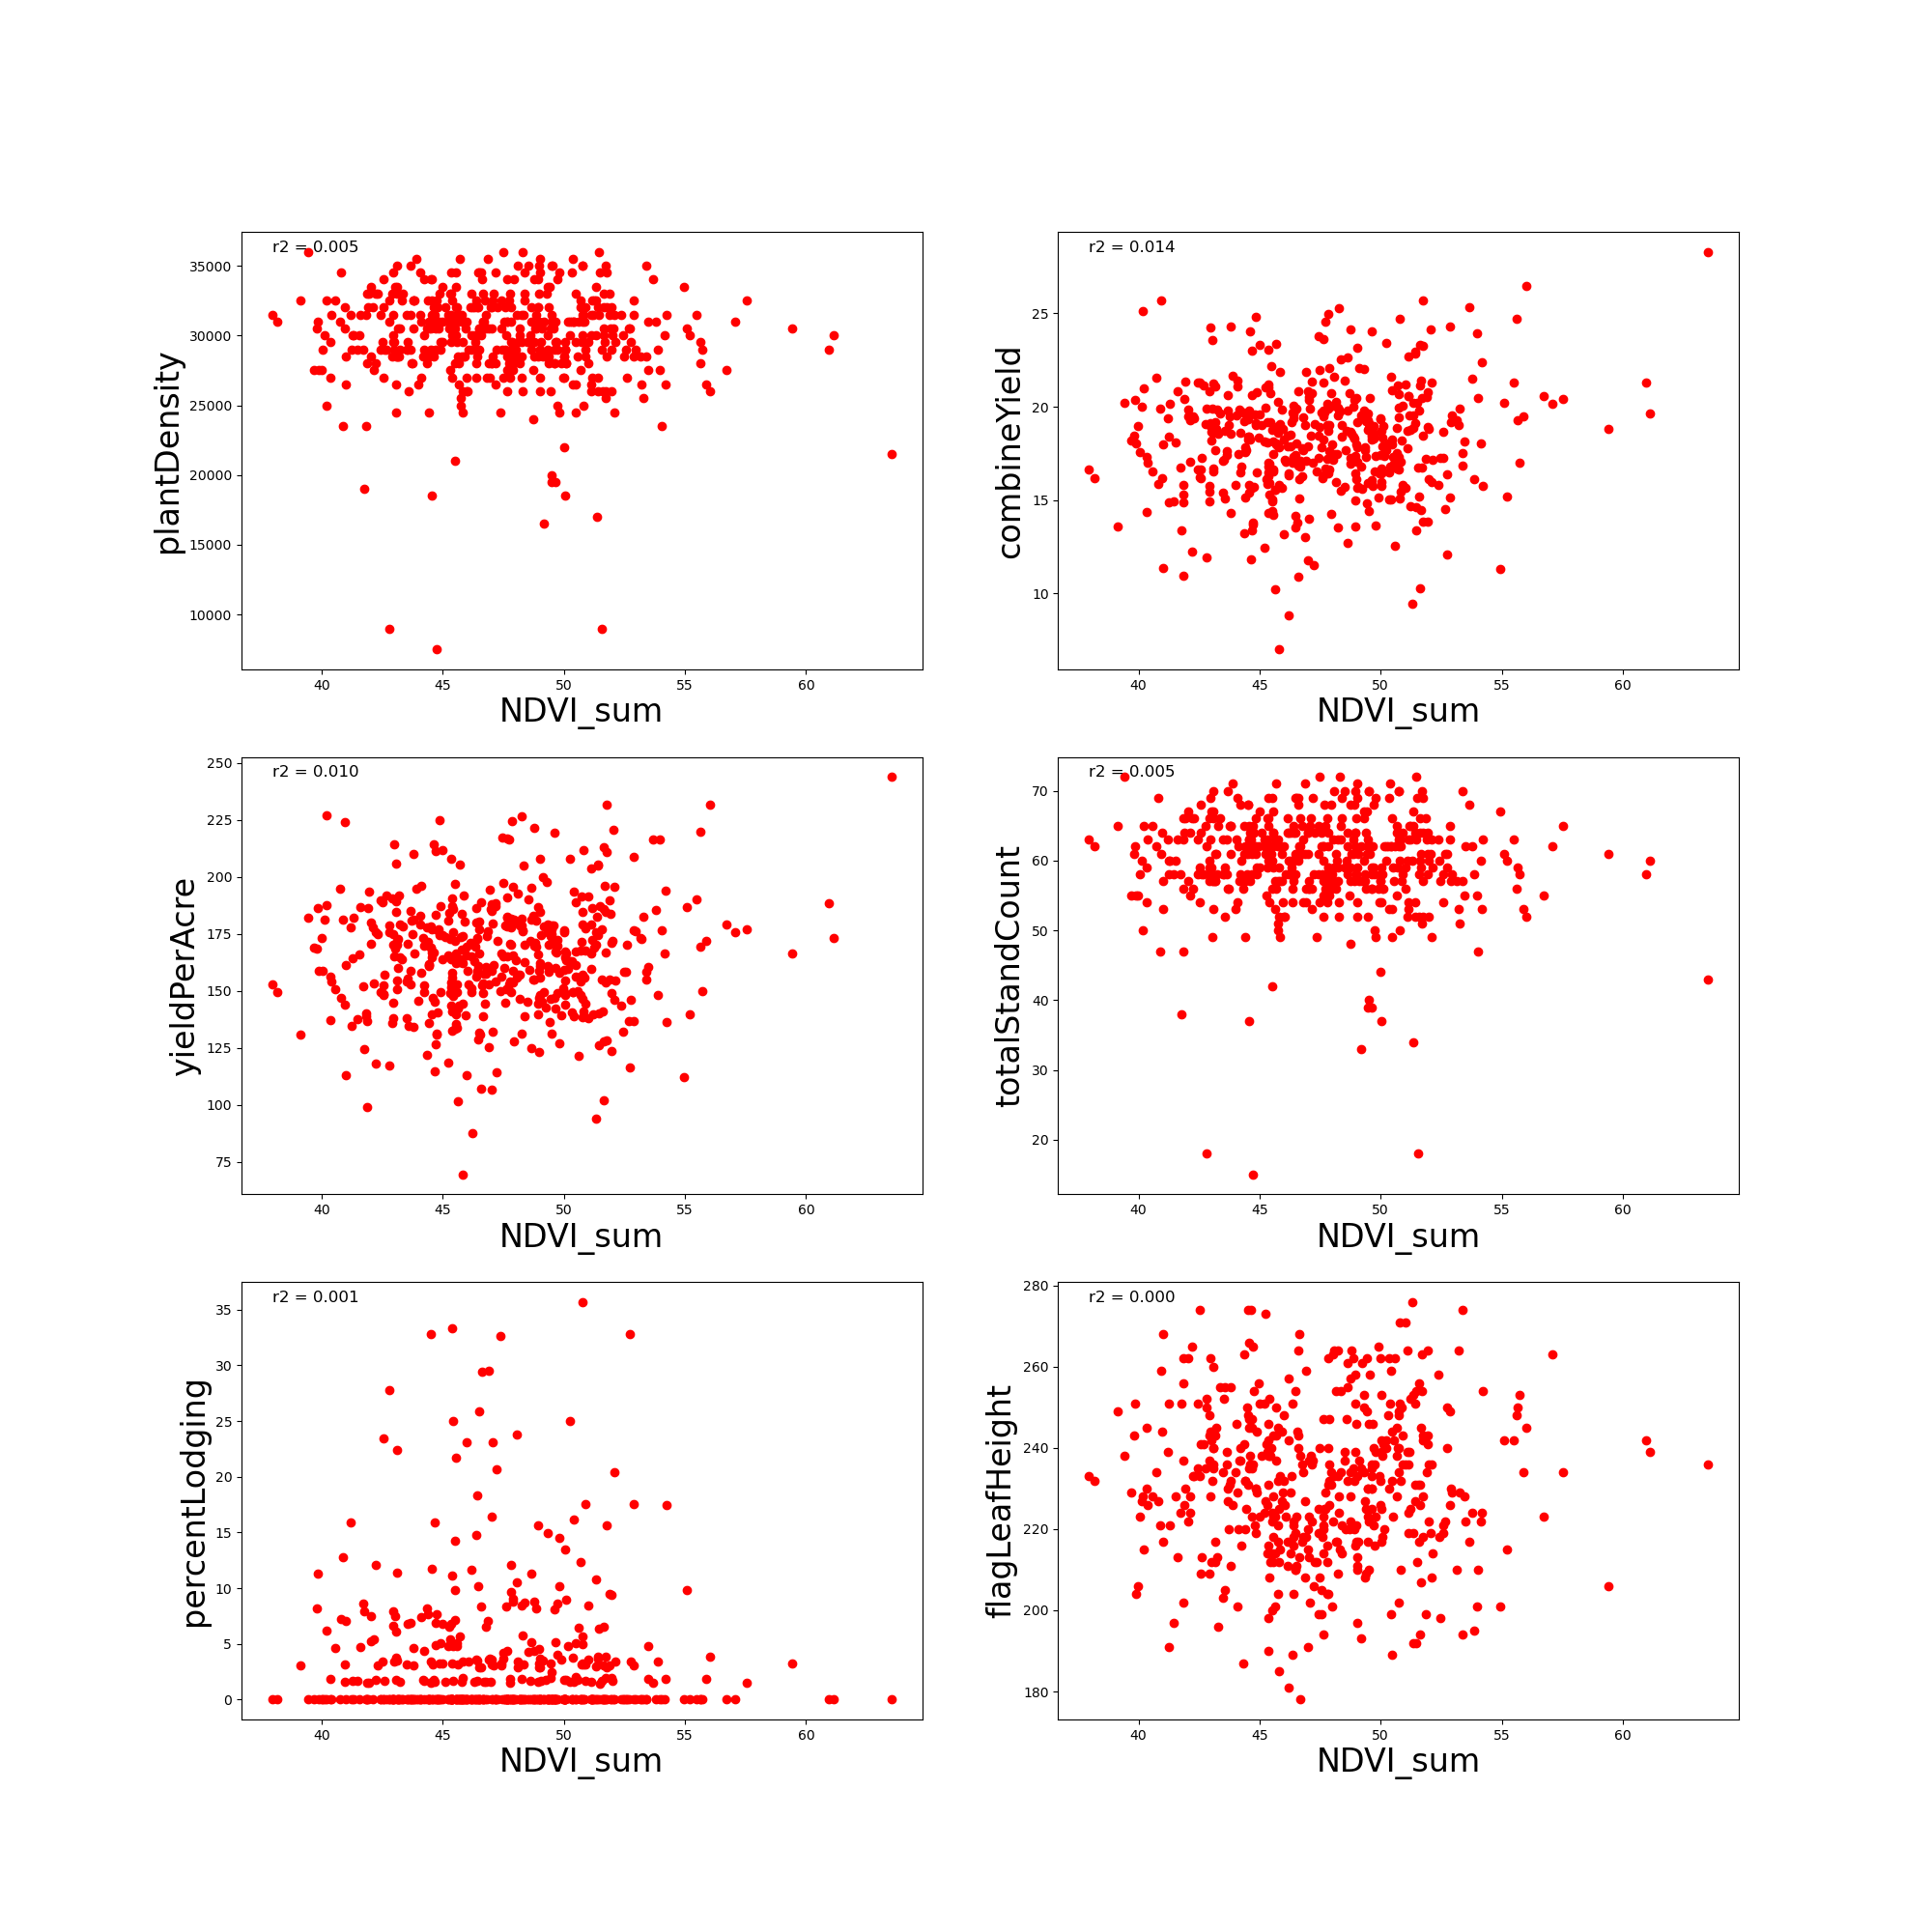 r2 = 0.005
plantDensity
35000
30000
25000
20000
15000
10000
40 45 50 55 60
NDVI_sum
r2 = 0.014
combineYield
25
20
15
10
40 45 50 55 60
NDVI_sum
r2 = 0.010
yieldPerAcre
250
225
200
175
150
125
100
75
40 45 50 55 60
NDVI_sum
r2 = 0.005
totalStandCount
70
60
50
40
30
20
40 45 50 55 60
NDVI_sum
r2 = 0.001
percentLodging
35
30
25
20
15
10
5
0
40 45 50 55 60
NDVI_sum
r2 = 0.000
flagLeafHeight
280
260
240
220
200
180
40 45 50 55 60
NDVI_sum